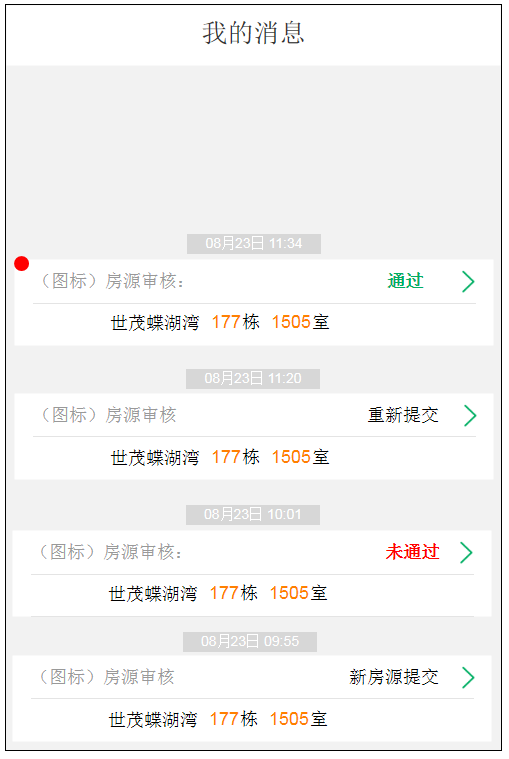 我的消息
08月23日 11:34
（图标）房源审核： 通过
世茂蝶湖湾 177栋 1505室
08月23日 11:20
（图标）房源审核 重新提交
世茂蝶湖湾 177栋 1505室
08月23日 10:01
（图标）房源审核： 未通过
世茂蝶湖湾 177栋 1505室
08月23日 09:55
（图标）房源审核 新房源提交
世茂蝶湖湾 177栋 1505室